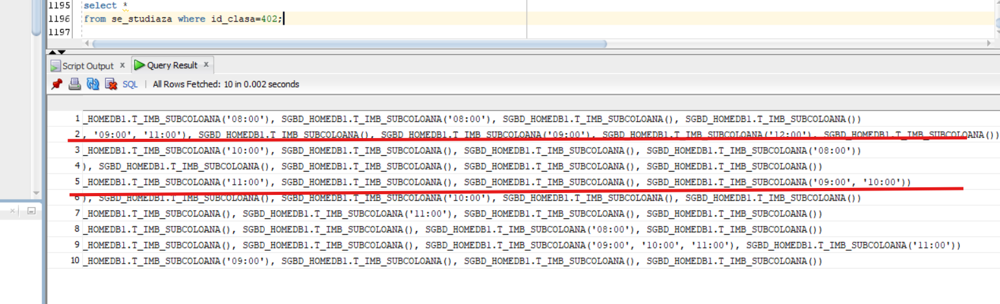 1195 select *
1196 from se_studiaza where id_clasa=402;
1197
Script Output x Query Result x
SQL | All Rows Fetched: 10 in 0.002 seconds
1 _HOMEDB1.T_IMB_SUBCOLOANA('08:00'), SGBD_HOMEDB1.T_IMB_SUBCOLOANA('08:00'), SGBD_HOMEDB1.T_IMB_SUBCOLOANA(), SGBD_HOMEDB1.T_IMB_SUBCOLOANA())
2 , '09:00', '11:00'), SGBD_HOMEDB1.T_IMB_SUBCOLOANA(), SGBD_HOMEDB1.T_IMB_SUBCOLOANA('09:00'), SGBD_HOMEDB1.T_IMB_SUBCOLOANA('12:00'), SGBD_HOMEDB1.T_IMB_SUBCOLOANA())
3 _HOMEDB1.T_IMB_SUBCOLOANA('10:00'), SGBD_HOMEDB1.T_IMB_SUBCOLOANA(), SGBD_HOMEDB1.T_IMB_SUBCOLOANA(), SGBD_HOMEDB1.T_IMB_SUBCOLOANA('08:00'))
4 ), SGBD_HOMEDB1.T_IMB_SUBCOLOANA(), SGBD_HOMEDB1.T_IMB_SUBCOLOANA(), SGBD_HOMEDB1.T_IMB_SUBCOLOANA(), SGBD_HOMEDB1.T_IMB_SUBCOLOANA())
5 _HOMEDB1.T_IMB_SUBCOLOANA('11:00'), SGBD_HOMEDB1.T_IMB_SUBCOLOANA(), SGBD_HOMEDB1.T_IMB_SUBCOLOANA(), SGBD_HOMEDB1.T_IMB_SUBCOLOANA('09:00', '10:00'))
6 ), SGBD_HOMEDB1.T_IMB_SUBCOLOANA(), SGBD_HOMEDB1.T_IMB_SUBCOLOANA('10:00'), SGBD_HOMEDB1.T_IMB_SUBCOLOANA(), SGBD_HOMEDB1.T_IMB_SUBCOLOANA())
7 _HOMEDB1.T_IMB_SUBCOLOANA(), SGBD_HOMEDB1.T_IMB_SUBCOLOANA('11:00'), SGBD_HOMEDB1.T_IMB_SUBCOLOANA(), SGBD_HOMEDB1.T_IMB_SUBCOLOANA())
8 _HOMEDB1.T_IMB_SUBCOLOANA(), SGBD_HOMEDB1.T_IMB_SUBCOLOANA(), SGBD_HOMEDB1.T_IMB_SUBCOLOANA('08:00'), SGBD_HOMEDB1.T_IMB_SUBCOLOANA())
9 _HOMEDB1.T_IMB_SUBCOLOANA(), SGBD_HOMEDB1.T_IMB_SUBCOLOANA(), SGBD_HOMEDB1.T_IMB_SUBCOLOANA('09:00', '10:00', '11:00'), SGBD_HOMEDB1.T_IMB_SUBCOLOANA('11:00'))
10 _HOMEDB1.T_IMB_SUBCOLOANA('09:00'), SGBD_HOMEDB1.T_IMB_SUBCOLOANA(), SGBD_HOMEDB1.T_IMB_SUBCOLOANA(), SGBD_HOMEDB1.T_IMB_SUBCOLOANA())